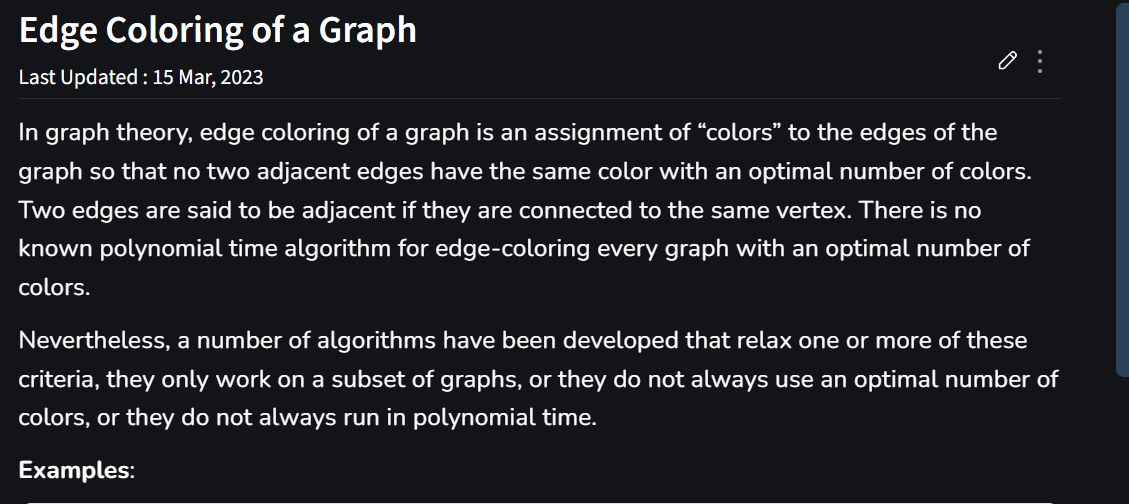 Edge Coloring of a Graph
Last Updated : 15 Mar, 2023
In graph theory, edge coloring of a graph is an assignment of “colors” to the edges of the
graph so that no two adjacent edges have the same color with an optimal number of colors.
Two edges are said to be adjacent if they are connected to the same vertex. There is no
known polynomial time algorithm for edge-coloring every graph with an optimal number of
colors.
Nevertheless, a number of algorithms have been developed that relax one or more of these
criteria, they only work on a subset of graphs, or they do not always use an optimal number of
colors, or they do not always run in polynomial time.
Examples: